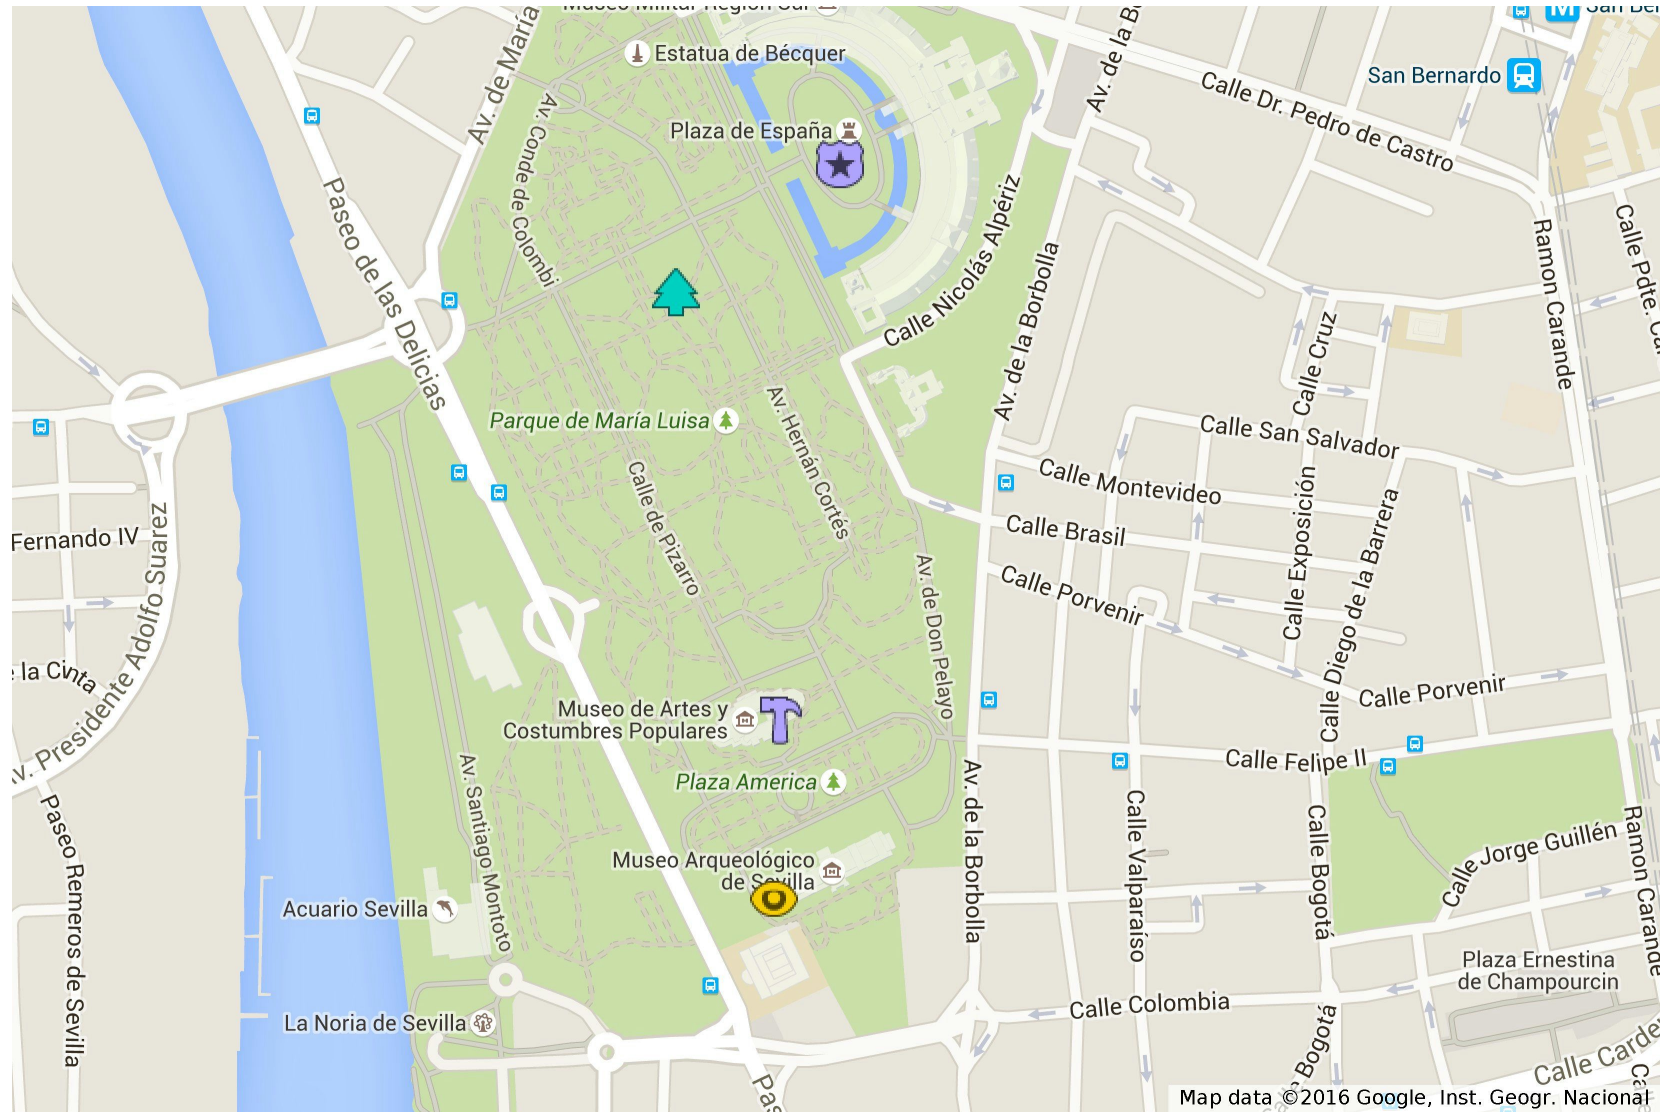 Estatua de Bécquer
Av. de María
San Bernardo
Calle Dr. Pedro de Castro
Av. de la
Plaza de España
Av. Conde de Colombi
Paseo de las Delicias
Calle Nicolás Alpériz
Av. de la Borbolla
Ramon Carande
Calle Pdte.
Calle Cruz
Parque de María Luisa
Av. Hernán Cortés
Calle San Salvador
Calle Montevideo
Calle Brasil
Calle de Pizarro
Calle Exposición
Calle Diego de la Barrera
Fernando IV
Av. Presidente Adolfo Suarez
Calle Porvenir
Av. de Don Pelayo
la Cinta
Calle Porvenir
Museo de Artes y
Costumbres Populares
Calle Felipe II
Plaza America
Av. Santiago Montoto
Paseo Remeros de Sevilla
Av. de la Borbolla
Calle Valparaíso
Calle Bogotá
Calle Jorge Guillén
Ramon Carande
Museo Arqueológico
de Sevilla
Acuario Sevilla
Plaza Ernestina
de Champourcin
La Noria de Sevilla
Calle Colombia
Bogotá
Calle
Map data ©2016 Google, Inst. Geogr. Nacional